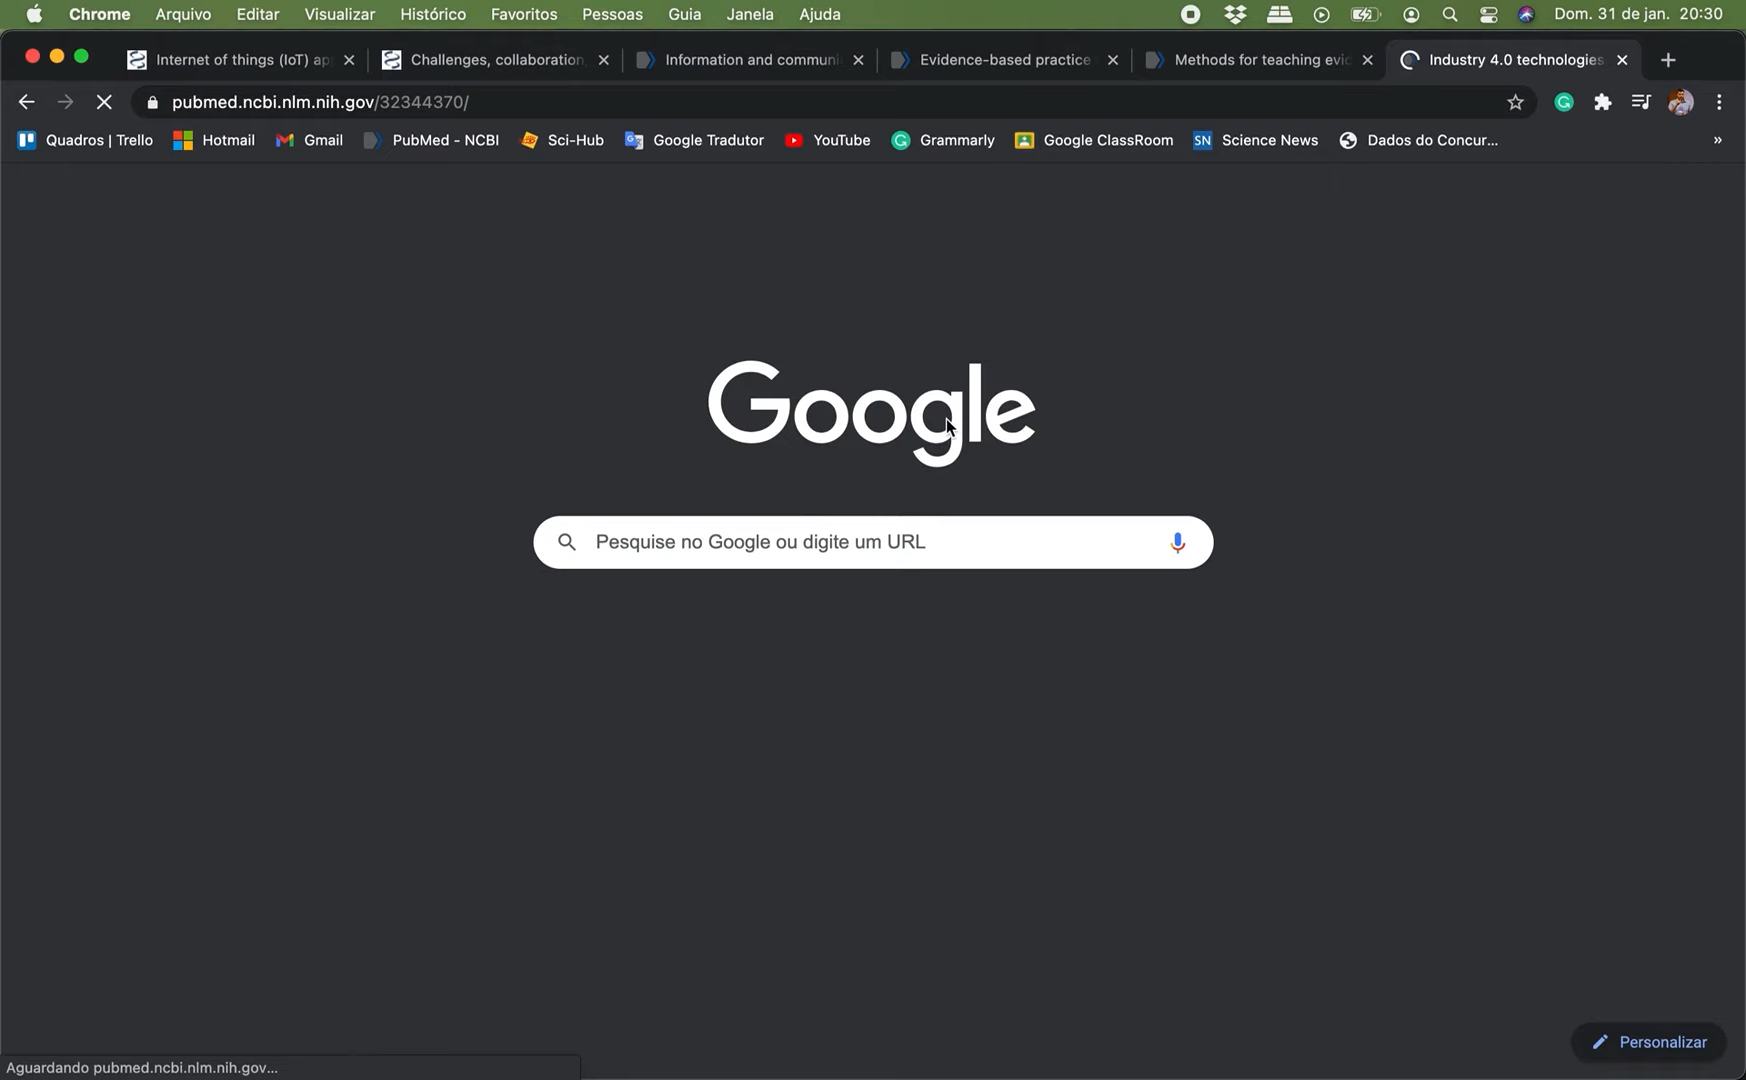 Chrome Arquivo Editar Visualizar Histórico Favoritos Pessoas Guia Janela Ajuda Dom. 31 de jan. 20:30
Internet of things (IoT) ap Challenges, collaboration, Information and communi Evidence-based practice Methods for teaching evid Industry 4.0 technologies
pubmed.ncbi.nlm.nih.gov/32344370/
Quadros | Trello Hotmail Gmail PubMed - NCBI Sci-Hub Google Tradutor YouTube Grammarly Google ClassRoom SN Science News Dados do Concur... »
Google
Pesquise no Google ou digite um URL
Personalizar
Aguardando pubmed.ncbi.nlm.nih.gov...